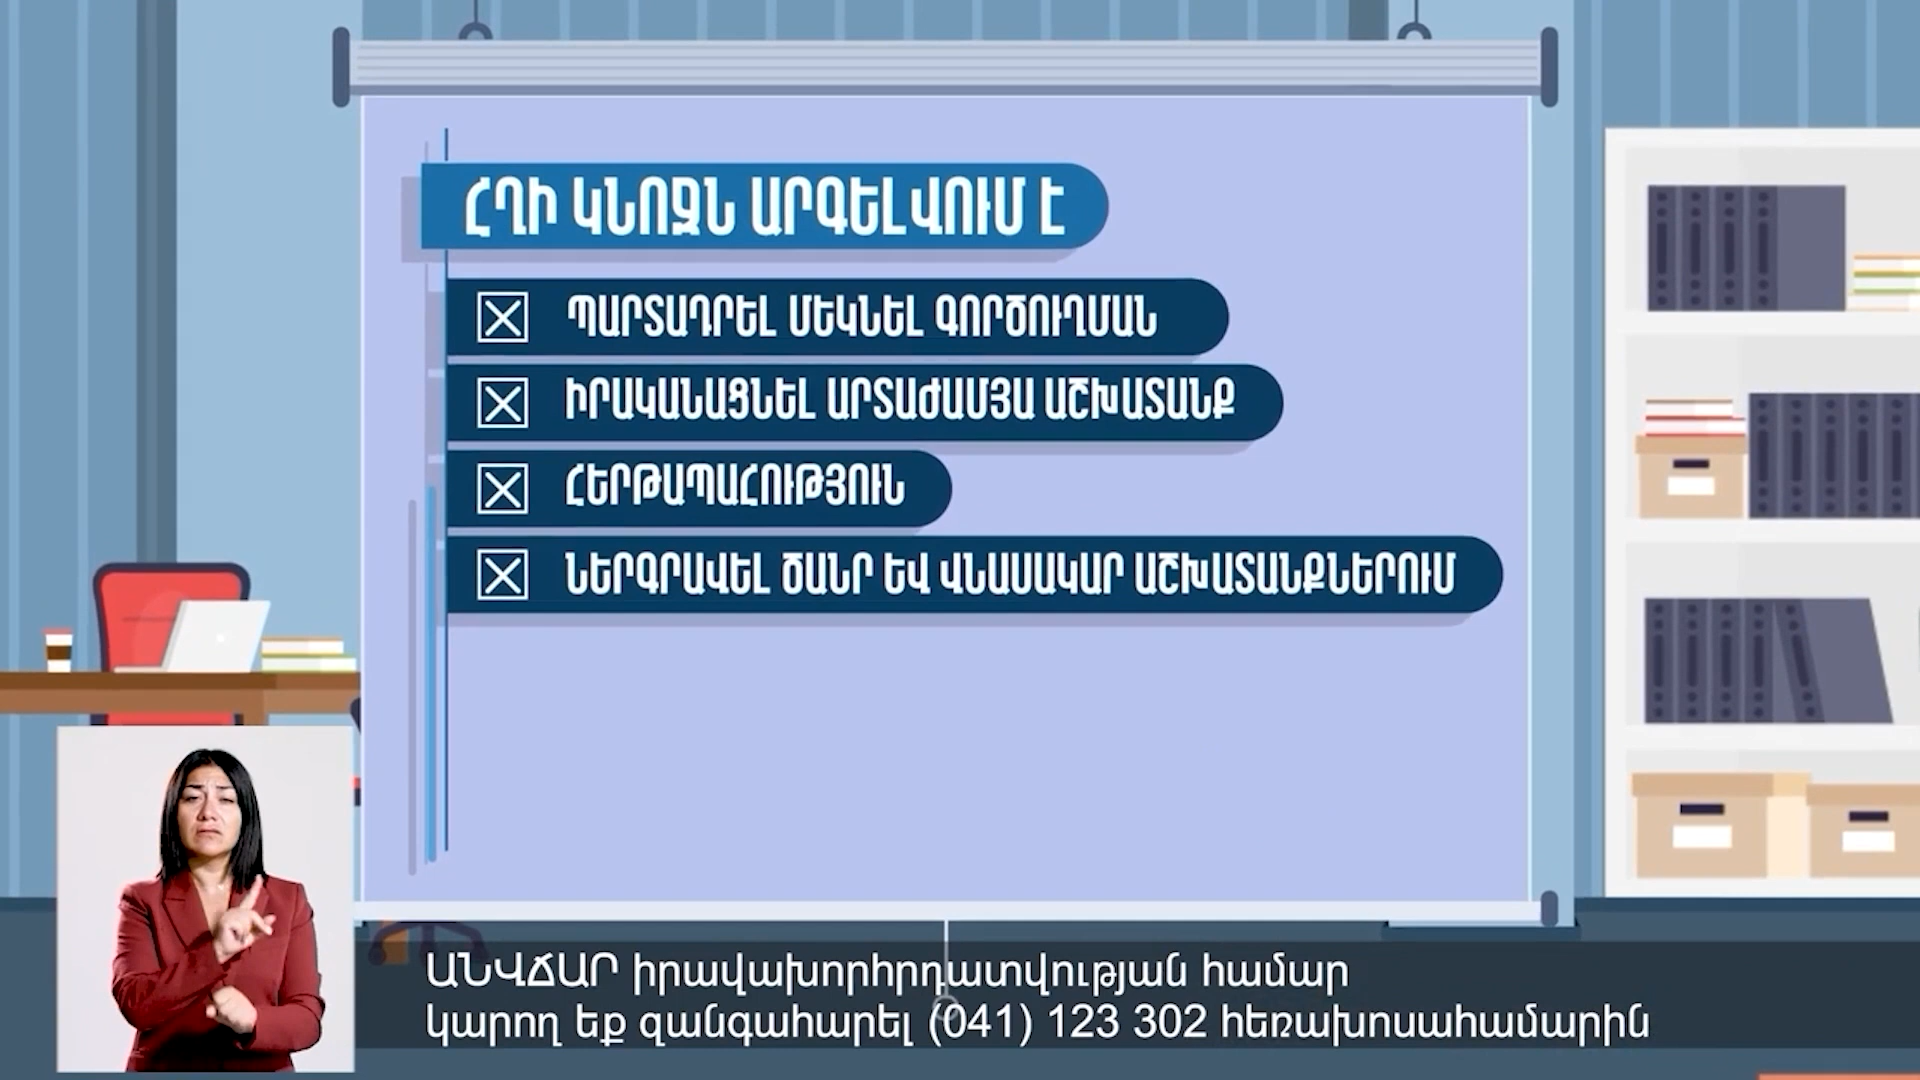 ՀՂԻ ԿՆՈՋՆ ԱՐԳԵԼՎՈՒՄ Է
ՊԱՐՏԱԴՐԵԼ ՄԵԿՆԵԼ ԳՈՐԾՈՒՂՄԱՆ
ԻՐԱԿԱՆԱՑՆԵԼ ԱՐՏԱԺԱՄՅԱ ԱՇԽԱՏԱՆՔ
ՀԵՐԹԱՊԱՀՈՒԹՅՈՒՆ
ՆԵՐԳՐԱՎԵԼ ԾԱՆՐ ԵՎ ՎՆԱՍԱԿԱՐ ԱՇԽԱՏԱՆՔՆԵՐՈՒՄ
ԱՆՎՃԱՐ իրավախորհրդատվության համար
կարող եք զանգահարել (041) 123 302 հեռախոսահամարին